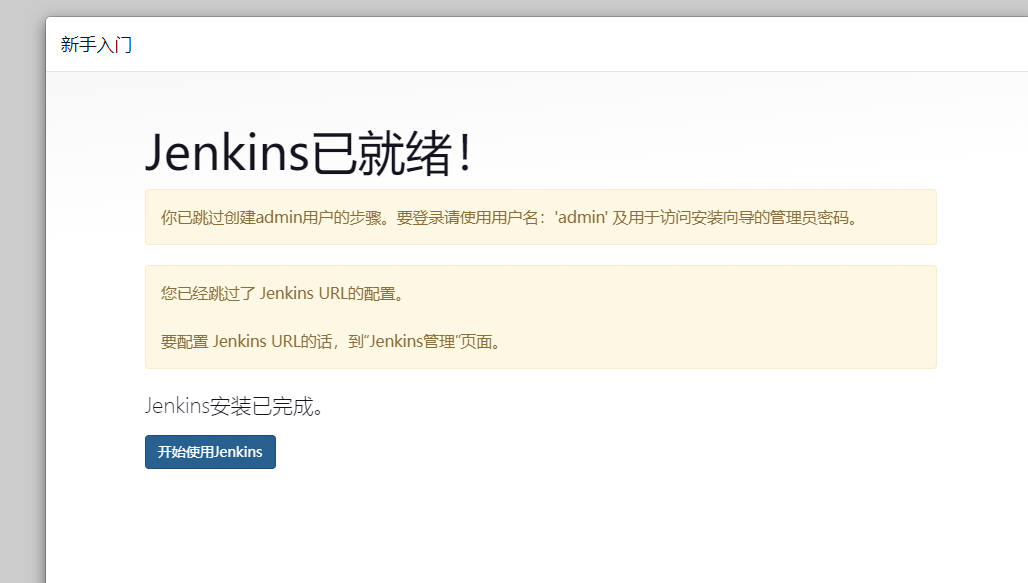 新手入门
Jenkins已就绪！
你已跳过创建admin用户的步骤。要登录请使用用户名：'admin' 及用于访问安装向导的管理员密码。
您已经跳过了 Jenkins URL的配置。
要配置 Jenkins URL的话，到“Jenkins管理”页面。
Jenkins安装已完成。
开始使用Jenkins